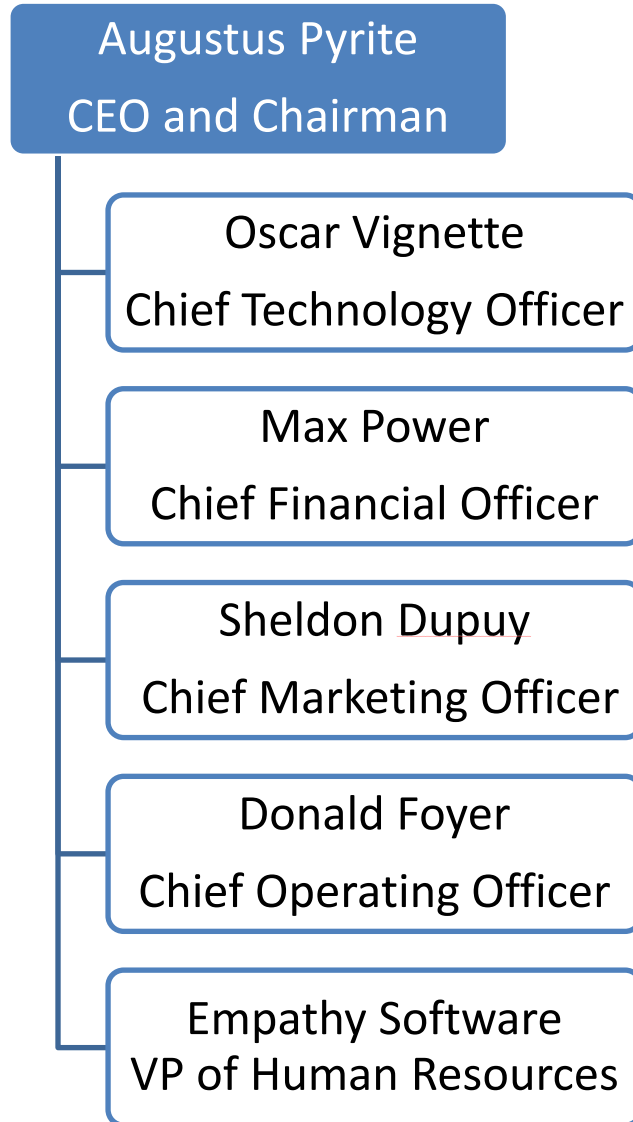 Augustus Pyrite
CEO and Chairman
Oscar Vignette
Chief Technology Officer
Max Power
Chief Financial Officer
Sheldon Dupuy
Chief Marketing Officer
Donald Foyer
Chief Operating Officer
Empathy Software
VP of Human Resources